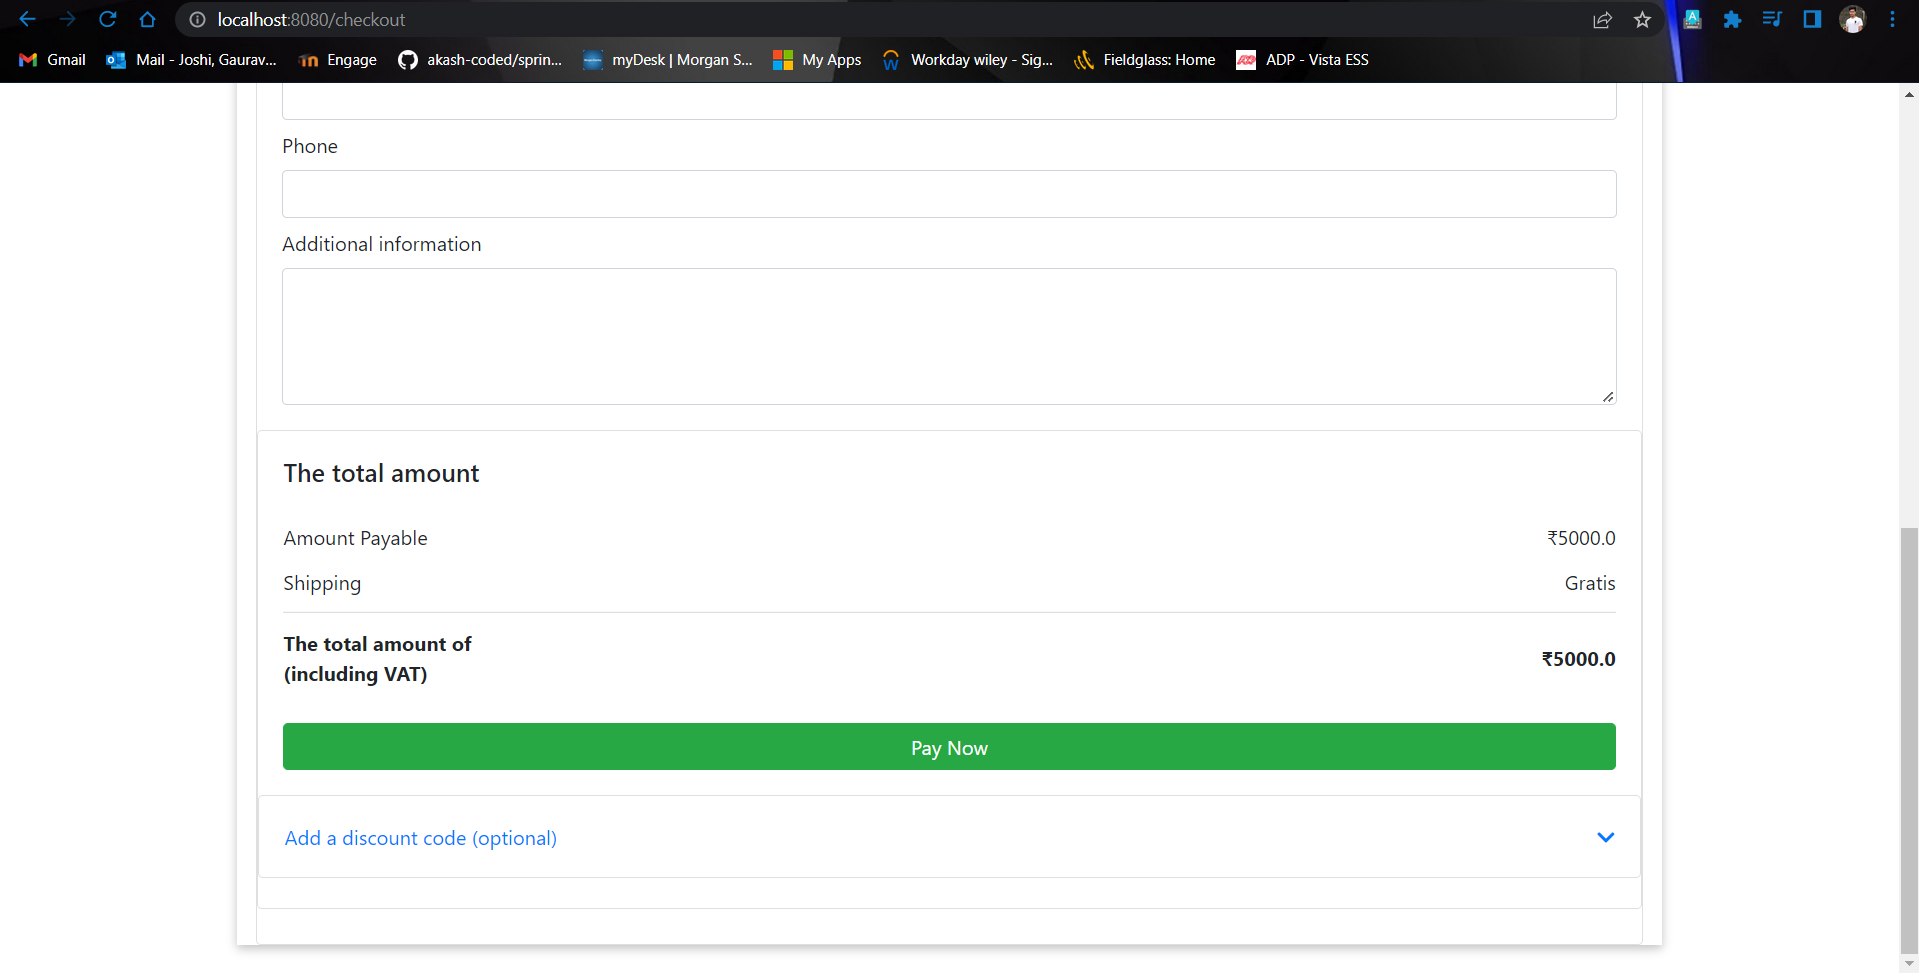 localhost:8080/checkout
Gmail Mail - Joshi, Gaurav... Engage akash-coded/sprin... myDesk | Morgan S... My Apps Workday wiley - Sig... Fieldglass: Home ADP - Vista ESS
Phone
Additional information
The total amount
Amount Payable ₹5000.0
Shipping Gratis
The total amount of
(including VAT) ₹5000.0
Pay Now
Add a discount code (optional)